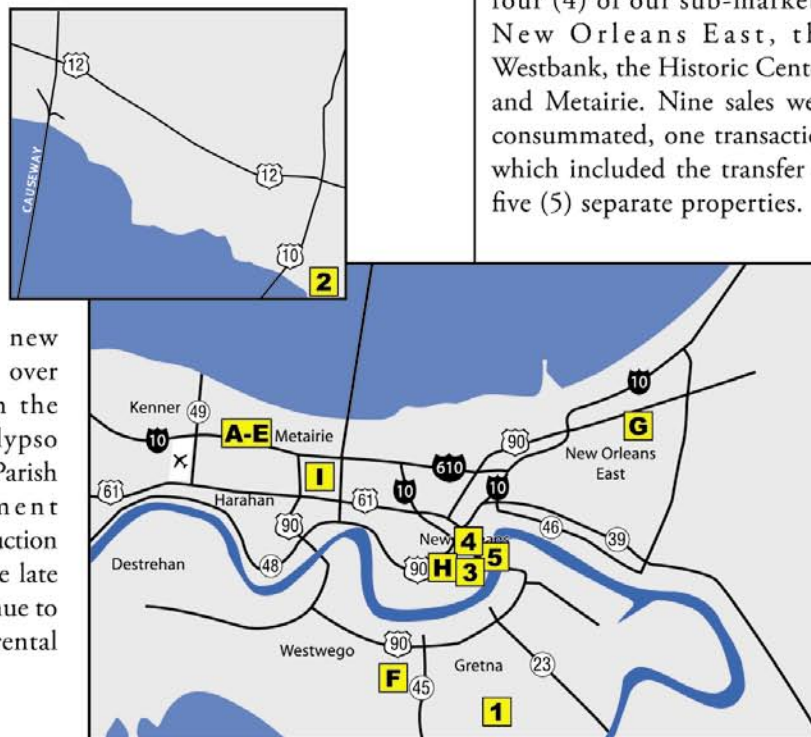 four (4) of our sub-market
New Orleans East, th
Westbank, the Historic Cent
and Metairie. Nine sales we
consummated, one transacti
which included the transfer
five (5) separate properties.
12
12
CAUSEWAY
10
2
new
over
n the
lypso
Parish
ment
uction
e late
nue to
rental
10
Kenner 49
A-E Metairie
10
G
90
New Orleans
East
610
I
61
Harahan
61
10
10
90
New
4
5
46
39
Destrehan
48
90
H
3
Westwego
90
Gretna
23
F
45
1